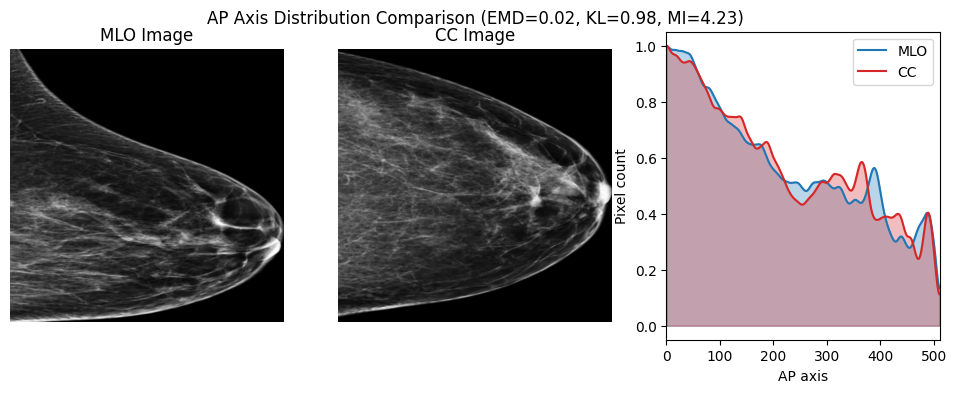 AP Axis Distribution Comparison (EMD=0.02, KL=0.98, MI=4.23)
MLO Image
CC Image
MLO
CC
Pixel count
1.0
0.8
0.6
0.4
0.2
0.0
0 100 200 300 400 500
AP axis